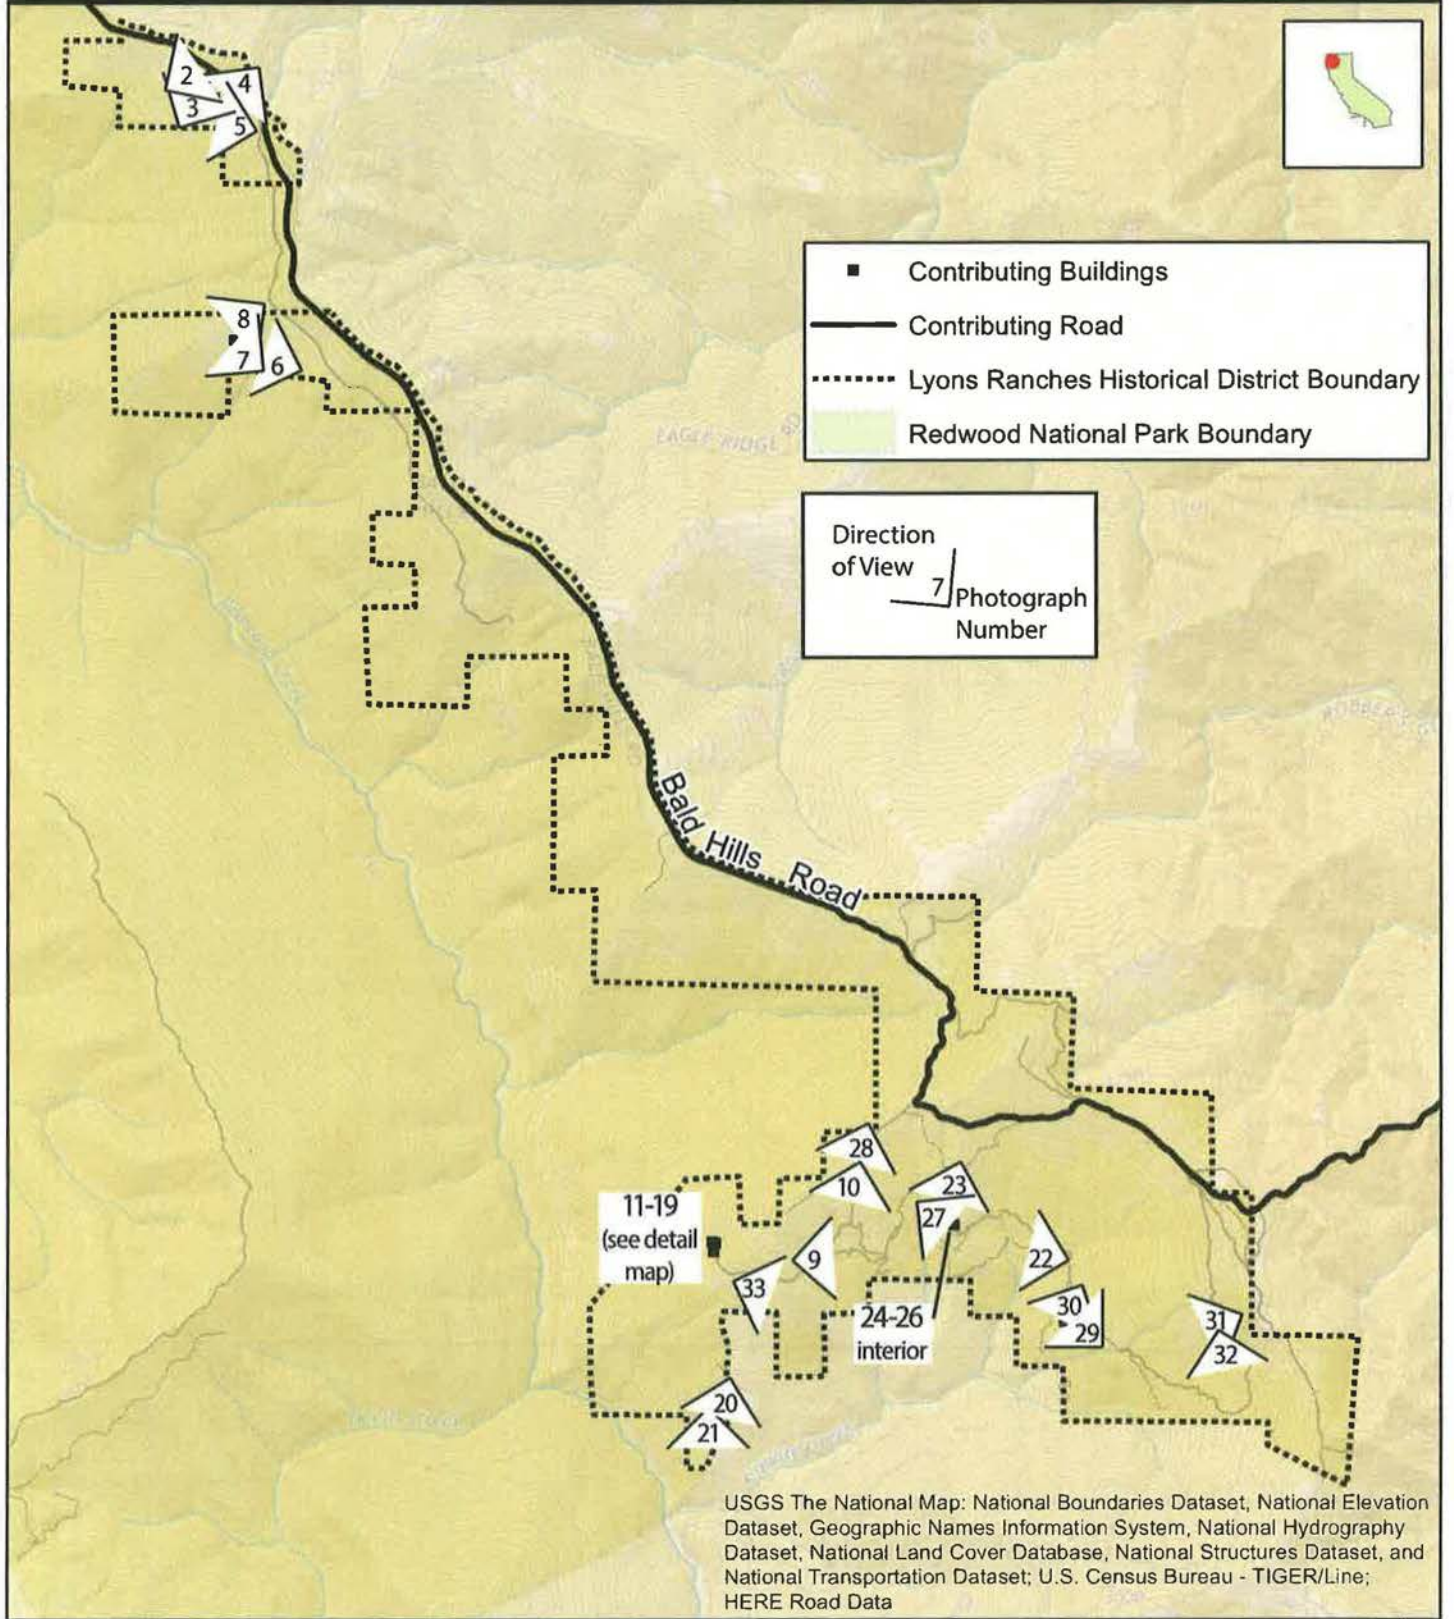 2
4
3
5
Contributing Buildings
Contributing Road
Lyons Ranches Historical District Boundary
Redwood National Park Boundary
8
7
6
EAGLE RIDGE RD
Direction
of View
7
Photograph
Number
Bald Hills Road
28
10
23
11-19
(see detail
map)
27
9
22
33
30
29
24-26
interior
31
32
20
21
USGS The National Map: National Boundaries Dataset, National Elevation
Dataset, Geographic Names Information System, National Hydrography
Dataset, National Land Cover Database, National Structures Dataset, and
National Transportation Dataset; U.S. Census Bureau - TIGER/Line;
HERE Road Data